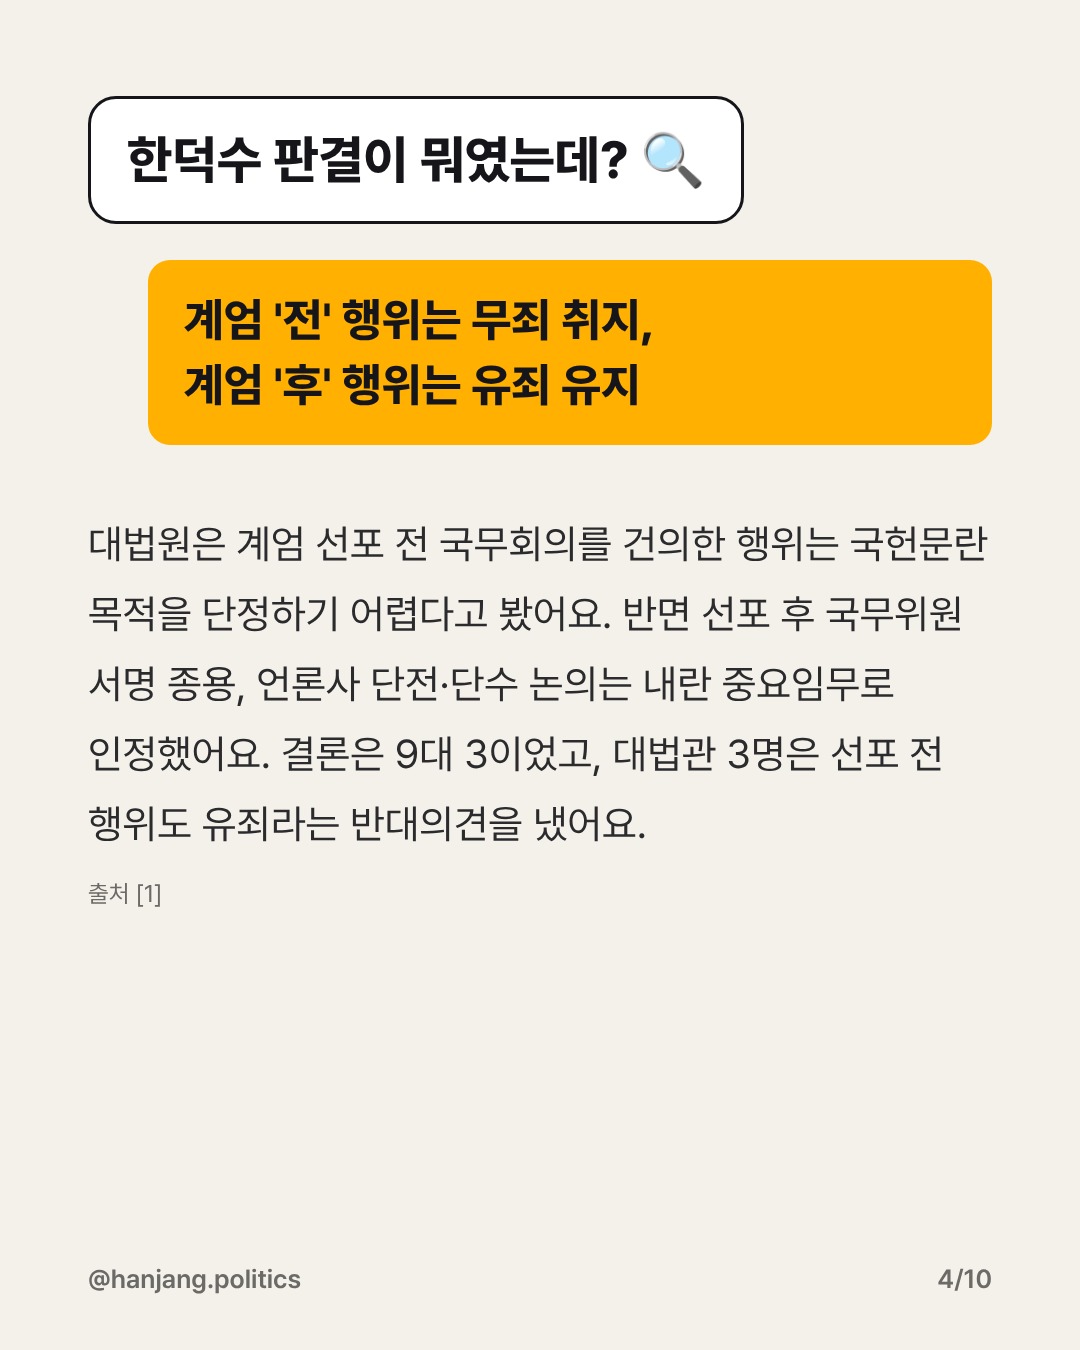 한덕수 판결이 뭐였는데? 🔍
계엄 '전' 행위는 무죄 취지,
계엄 '후' 행위는 유죄 유지
대법원은 계엄 선포 전 국무회의를 건의한 행위는 국헌문란
목적을 단정하기 어렵다고 봤어요. 반면 선포 후 국무위원
서명 종용, 언론사 단전·단수 논의는 내란 중요임무로
인정했어요. 결론은 9대 3이었고, 대법관 3명은 선포 전
행위도 유죄라는 반대의견을 냈어요.
출처 [1]
@hanjang.politics
4/10